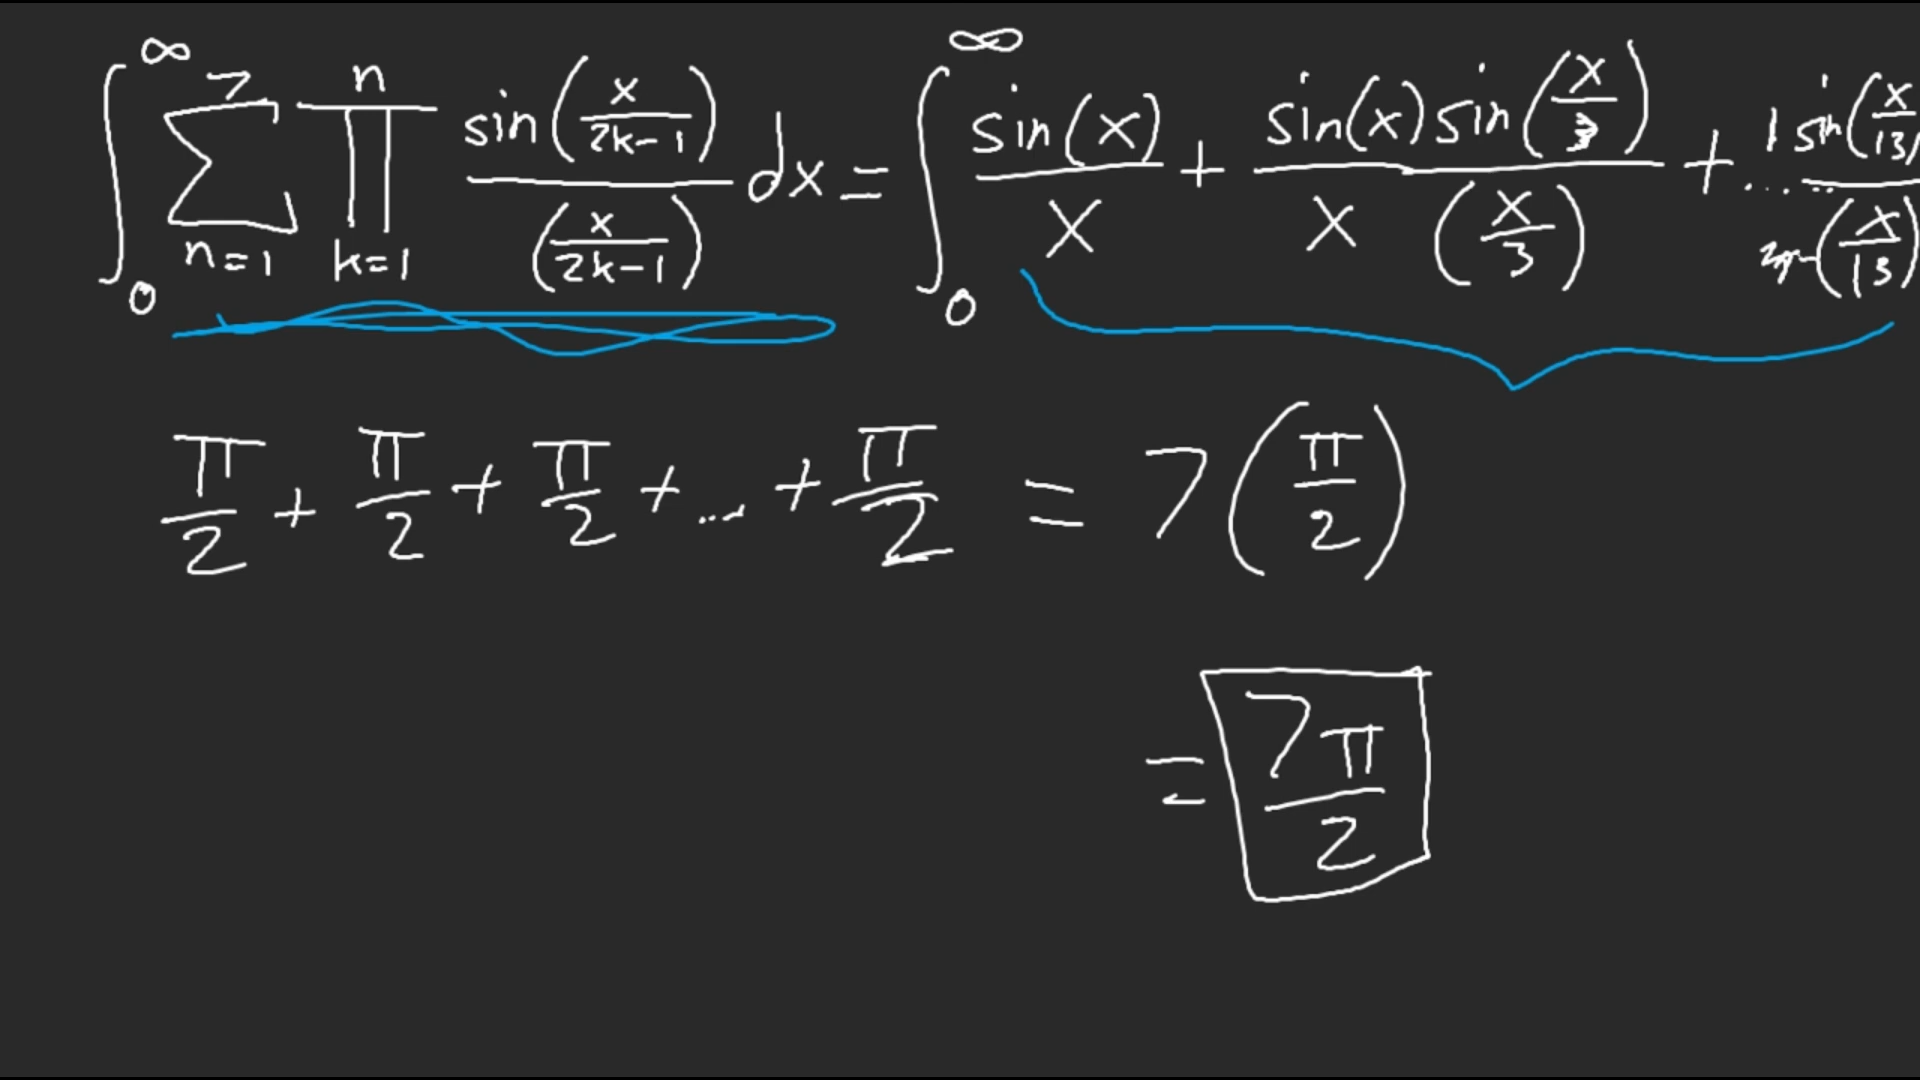 ∫₀^∞ ∑_{n=1}^{7} ∏_{k=1}^{n} sin(x/(2k-1)) / (x/(2k-1)) dx = ∫₀^∞ sin(x)/x + sin(x) sin(x/3) / x (x/3) + ... sin(x/13) / (x/13)
π/2 + π/2 + π/2 + ... + π/2 = 7(π/2)
= 7π/2